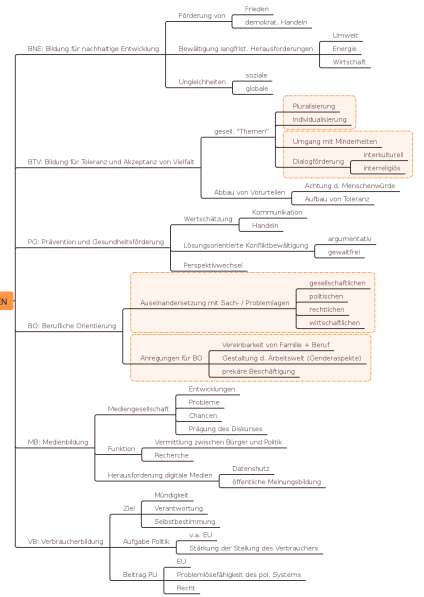 Frieden
Förderung von
demokrat. Handeln
Umwelt
BNE: Bildung für nachhaltige Entwicklung
Bewältigung langfrist. Herausforderungen
Energie
Wirtschaft
soziale
Ungleichheiten
globale
Pluralisierung
Individualisierung
gesell. "Themen"
Umgang mit Minderheiten
interkulturell
Dialogförderung
interreligiös
BTV: Bildung für Toleranz und Akzeptanz von Vielfalt
Achtung d. Menschenwürde
Abbau von Vorurteilen
Aufbau von Toleranz
Kommunikation
Wertschätzung
Handeln
PG: Prävention und Gesundheitsförderung
argumentativ
Lösungsorientierte Konfliktbewältigung
gewaltfrei
Perspektivwechsel
gesellschaftlichen
politischen
Auseinandersetzung mit Sach- / Problemlagen
rechtlichen
wirtschaftlichen
EN
BO: Berufliche Orientierung
Vereinbarkeit von Familie + Beruf
Anregungen für BO
Gestaltung d. Arbeitswelt (Genderaspekte)
prekäre Beschäftigung
Entwicklungen
Probleme
Mediengesellschaft
Chancen
Prägung des Diskurses
MB: Medienbildung
Vermittlung zwischen Bürger und Politik
Funktion
Recherche
Datenshutz
Herausforderung digitale Medien
öffentliche Meinungsbildung
Mündigkeit
Ziel
Verantwortung
Selbstbestimmung
v.a. EU
VB: Verbraucherbildung
Aufgabe Politik
Stärkung der Stellung des Verbrauchers
EU
Beitrag PU
Problemlösefähigkeit des pol. Systems
Recht